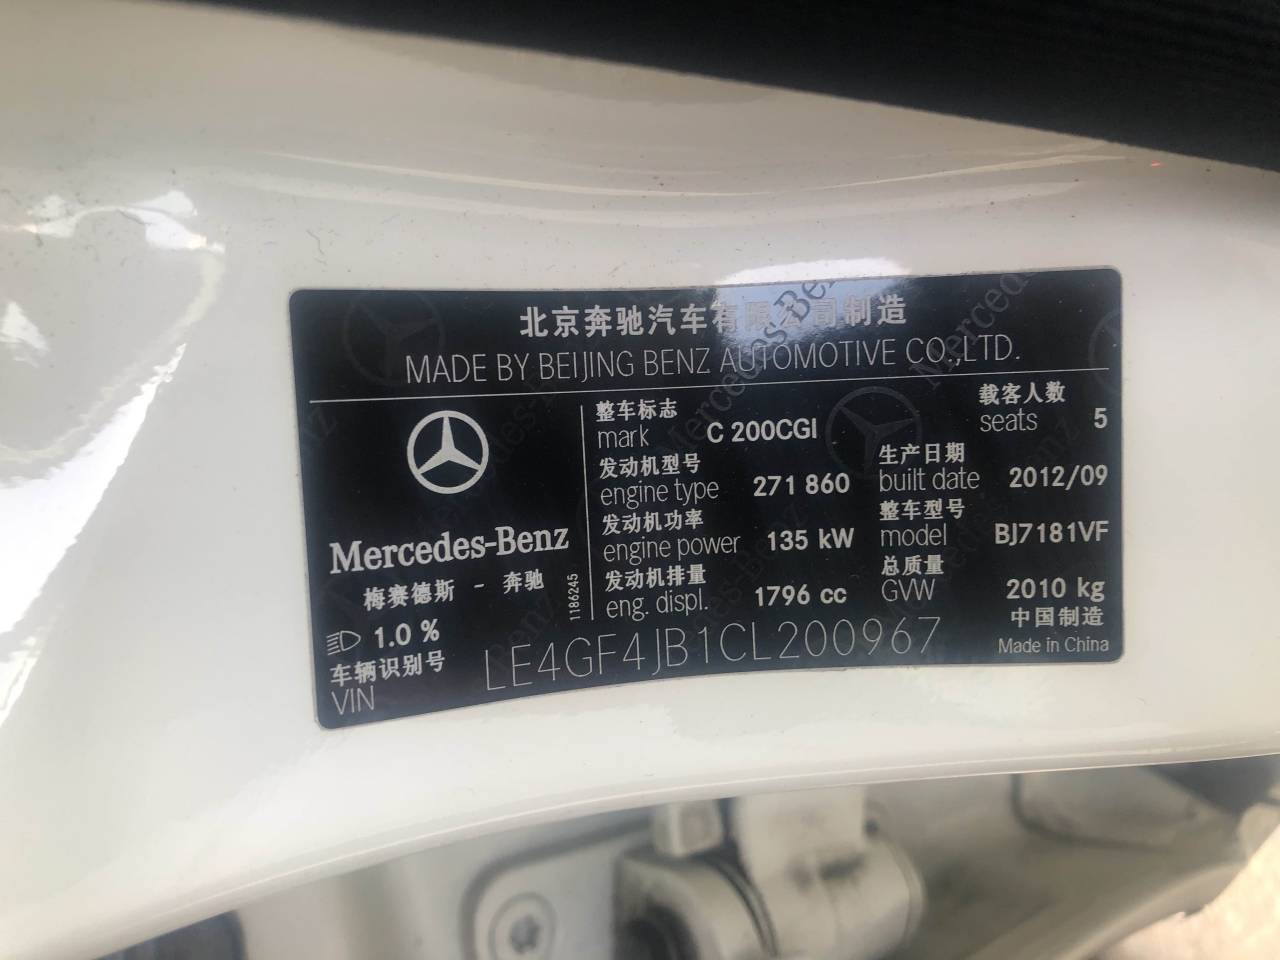 北京奔驰汽车有限公司制造
MADE BY BEIJING BENZ AUTOMOTIVE CO.,LTD.
Mercedes-Benz
梅赛德斯 - 奔驰
1.0 %
1186245
整车标志
mark C 200CGI
载客人数
seats 5
发动机型号
engine type 271 860
生产日期
built date 2012/09
发动机功率
engine power 135 kW
整车型号
model BJ7181VF
发动机排量
eng. displ. 1796 cc
总质量
GVW 2010 kg
中国制造
Made in China
车辆识别号
VIN LE4GF4JB1CL200967